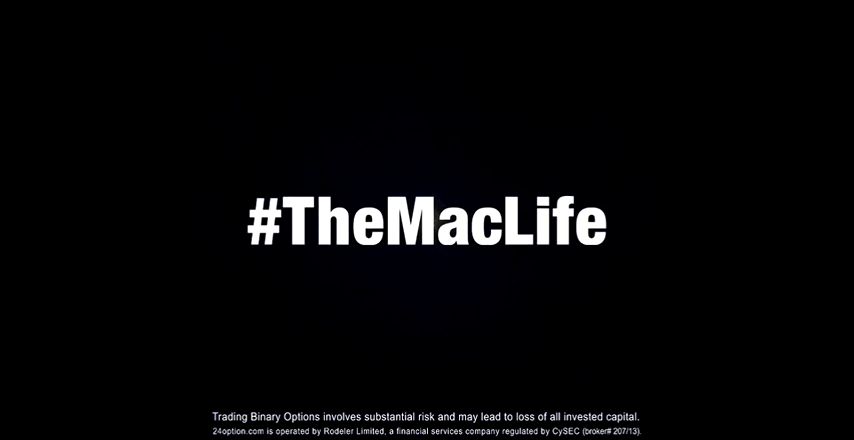 #TheMacLife
Trading Binary Options involves substantial risk and may lead to loss of all invested capital.
24option.com is operated by Rodeler Limited, a financial services company regulated by CySEC (broker# 207/13).